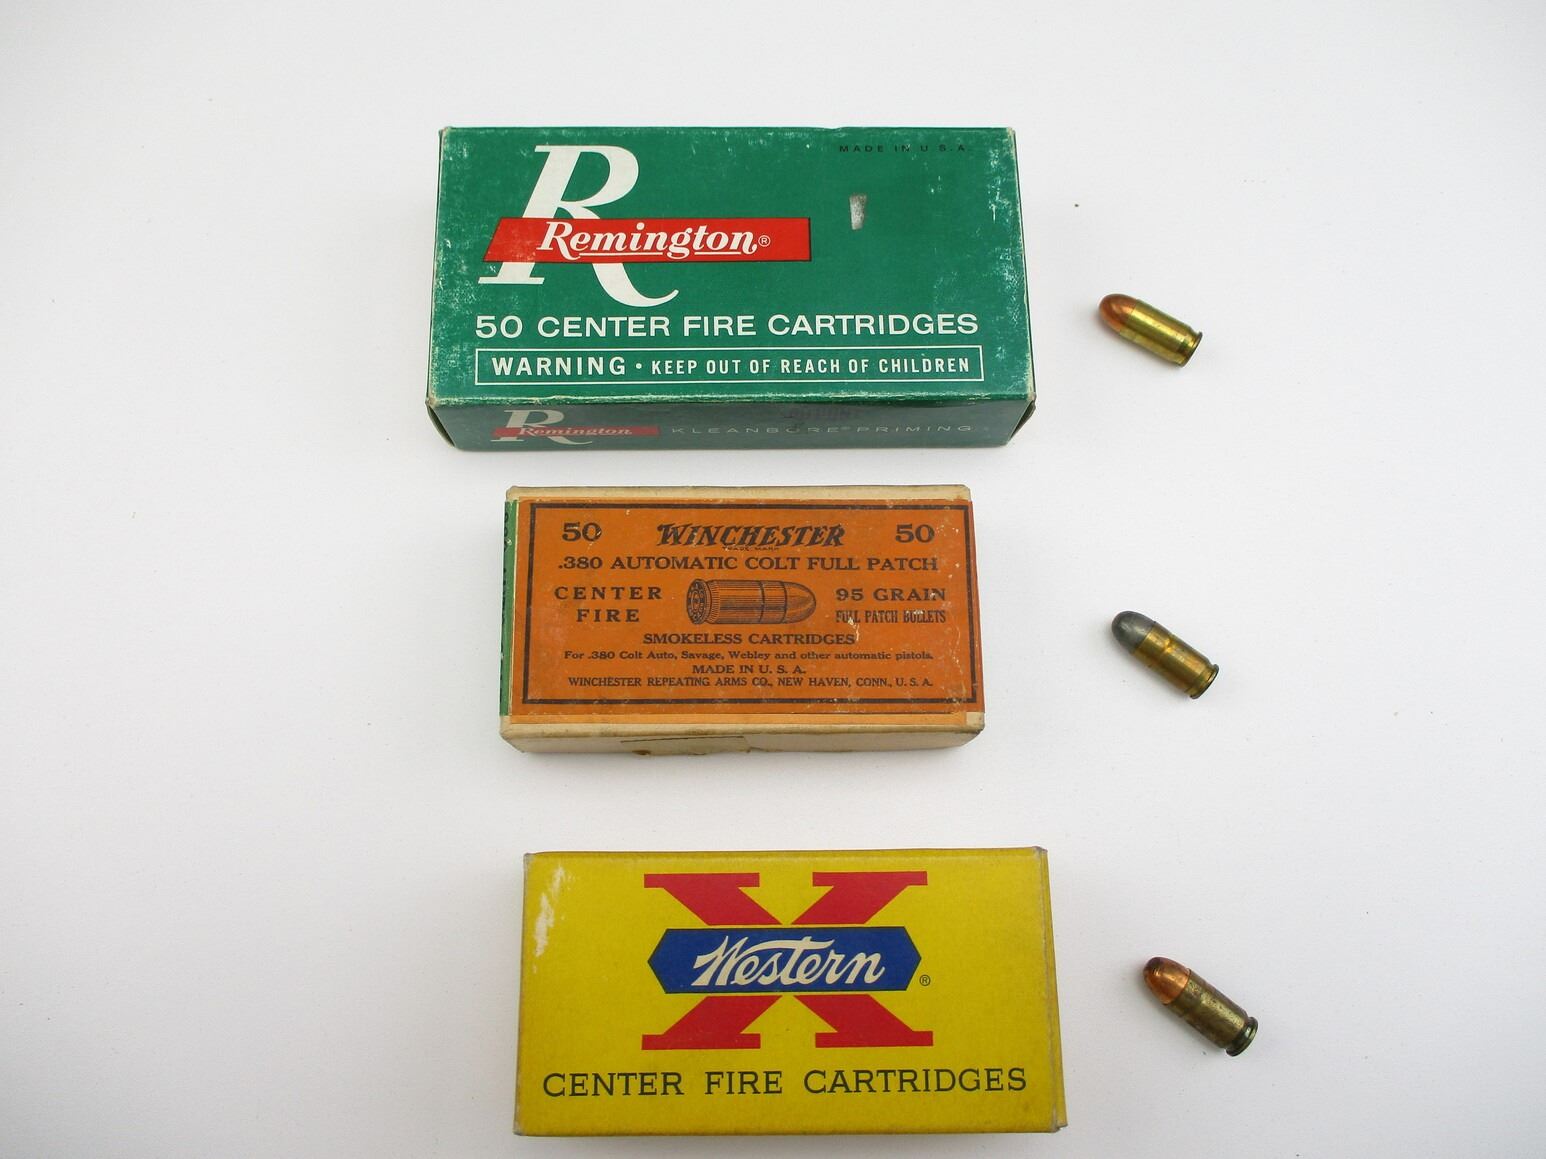 MADE IN U.S.A.
R
Remington®
50 CENTER FIRE CARTRIDGES
WARNING • KEEP OUT OF REACH OF CHILDREN
R
Remington KLEANBORE® PRIMING
50 WINCHESTER 50
TRADE MARK
.380 AUTOMATIC COLT FULL PATCH
CENTER FIRE
95 GRAIN
FULL PATCH BULLETS
SMOKELESS CARTRIDGES
For .380 Colt Auto, Savage, Webley and other automatic pistols.
MADE IN U. S. A.
WINCHESTER REPEATING ARMS CO., NEW HAVEN, CONN., U. S. A.
X
Western®
CENTER FIRE CARTRIDGES